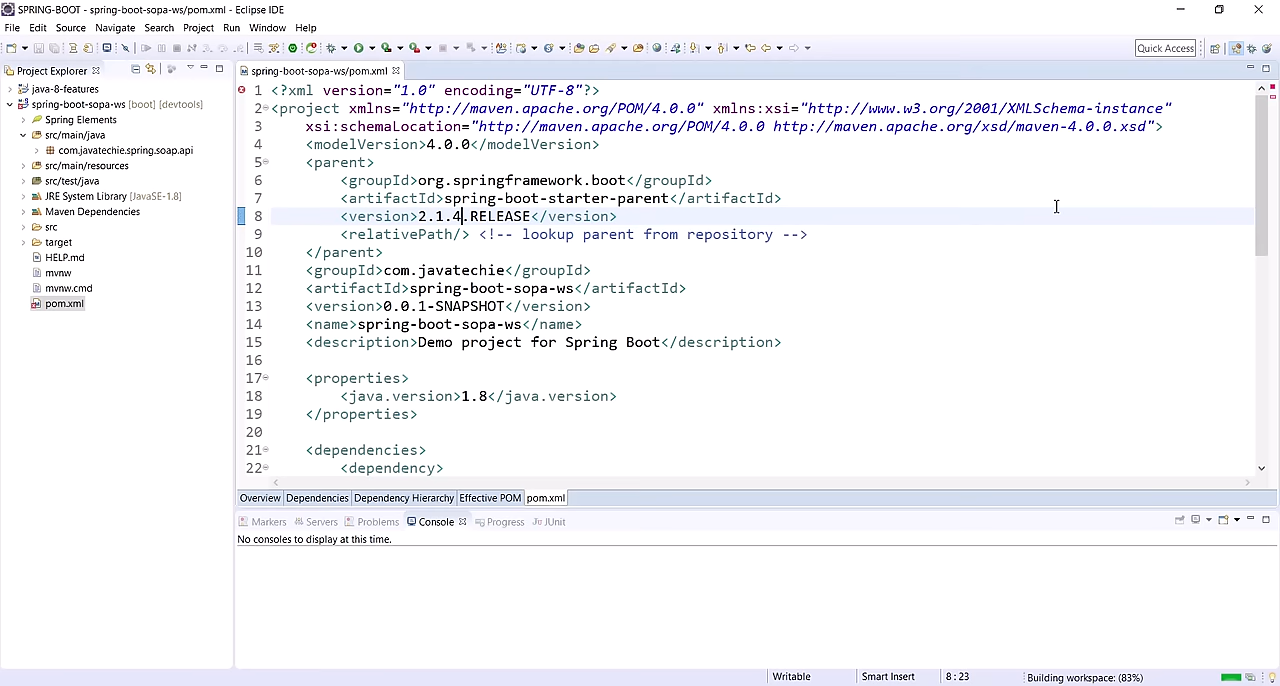 SPRING-BOOT - spring-boot-sopa-ws/pom.xml - Eclipse IDE
File Edit Source Navigate Search Project Run Window Help
Quick Access
Project Explorer
java-8-features
spring-boot-sopa-ws [boot] [devtools]
Spring Elements
src/main/java
com.javatechie.spring.soap.api
src/main/resources
src/test/java
JRE System Library [JavaSE-1.8]
Maven Dependencies
src
target
HELP.md
mvnw
mvnw.cmd
pom.xml
spring-boot-sopa-ws/pom.xml
1 <?xml version="1.0" encoding="UTF-8"?>
2 <project xmlns="http://maven.apache.org/POM/4.0.0" xmlns:xsi="http://www.w3.org/2001/XMLSchema-instance"
3 xsi:schemaLocation="http://maven.apache.org/POM/4.0.0 http://maven.apache.org/xsd/maven-4.0.0.xsd">
4 <modelVersion>4.0.0</modelVersion>
5 <parent>
6 <groupId>org.springframework.boot</groupId>
7 <artifactId>spring-boot-starter-parent</artifactId>
8 <version>2.1.4.RELEASE</version>
9 <relativePath/> <!-- lookup parent from repository -->
10 </parent>
11 <groupId>com.javatechie</groupId>
12 <artifactId>spring-boot-sopa-ws</artifactId>
13 <version>0.0.1-SNAPSHOT</version>
14 <name>spring-boot-sopa-ws</name>
15 <description>Demo project for Spring Boot</description>
16
17 <properties>
18 <java.version>1.8</java.version>
19 </properties>
20
21 <dependencies>
22 <dependency>
Overview Dependencies Dependency Hierarchy Effective POM pom.xml
Markers Servers Problems Console Progress JUnit
No consoles to display at this time.
Writable Smart Insert 8 : 23 Building workspace: (83%)